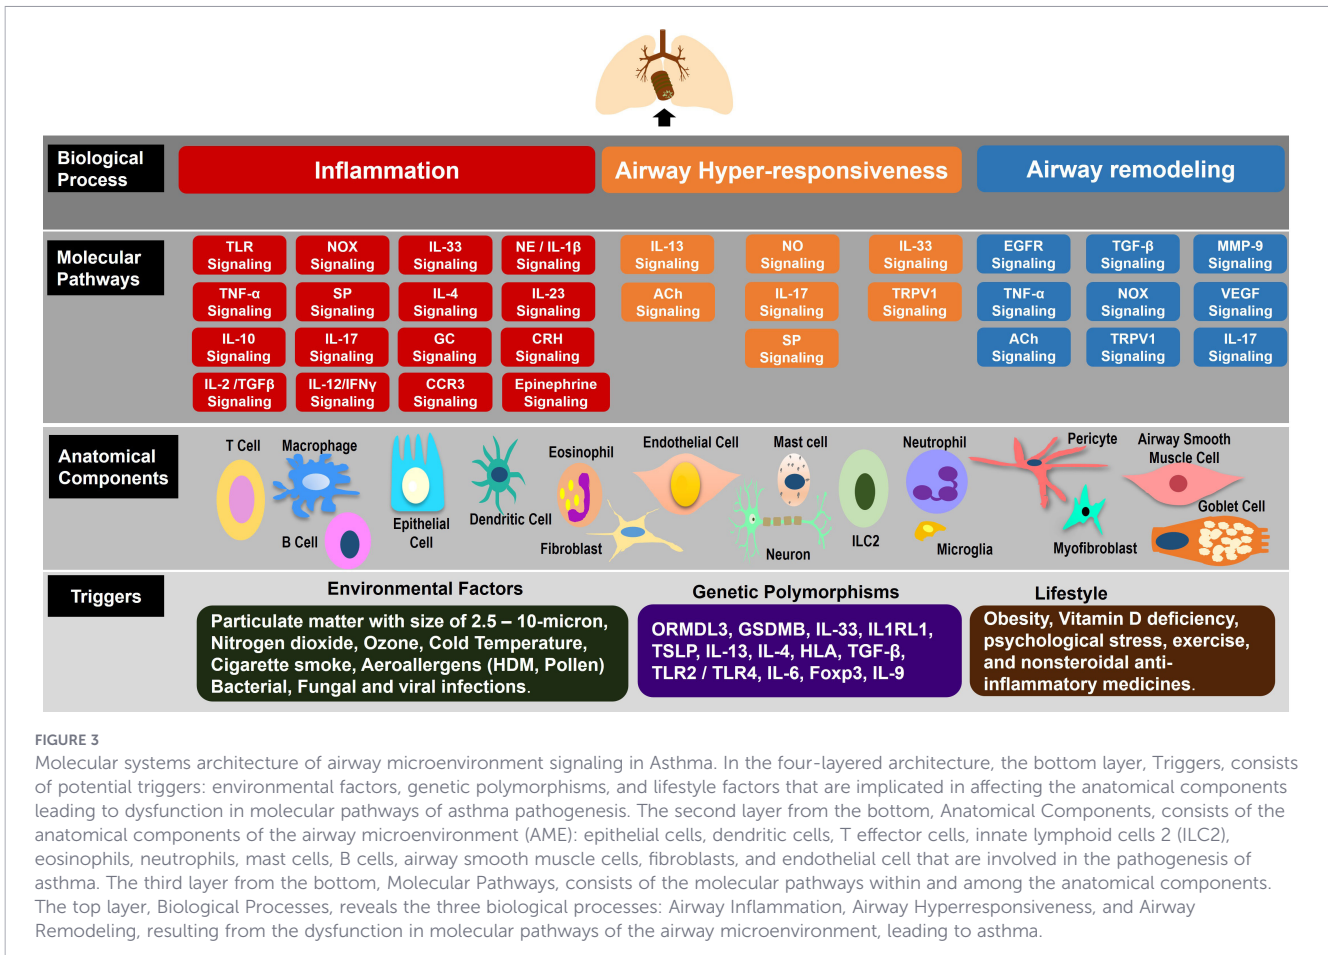 Biological
Process
Inflammation
Airway Hyper-responsiveness
Airway remodeling
Molecular
Pathways
TLR
Signaling
NOX
Signaling
IL-33
Signaling
NE / IL-1β
Signaling
TNF-α
Signaling
SP
Signaling
IL-4
Signaling
IL-23
Signaling
IL-10
Signaling
IL-17
Signaling
GC
Signaling
CRH
Signaling
IL-2 /TGFβ
Signaling
IL-12/IFNγ
Signaling
CCR3
Signaling
Epinephrine
Signaling
IL-13
Signaling
NO
Signaling
IL-33
Signaling
ACh
Signaling
IL-17
Signaling
TRPV1
Signaling
SP
Signaling
EGFR
Signaling
TGF-β
Signaling
MMP-9
Signaling
TNF-α
Signaling
NOX
Signaling
VEGF
Signaling
ACh
Signaling
TRPV1
Signaling
IL-17
Signaling
Anatomical
Components
T Cell
Macrophage
B Cell
Epithelial
Cell
Dendritic Cell
Eosinophil
Fibroblast
Endothelial Cell
Mast cell
Neuron
ILC2
Neutrophil
Microglia
Pericyte
Myofibroblast
Airway Smooth
Muscle Cell
Goblet Cell
Triggers
Environmental Factors
Particulate matter with size of 2.5 – 10-micron,
Nitrogen dioxide, Ozone, Cold Temperature,
Cigarette smoke, Aeroallergens (HDM, Pollen)
Bacterial, Fungal and viral infections.
Genetic Polymorphisms
ORMDL3, GSDMB, IL-33, IL1RL1,
TSLP, IL-13, IL-4, HLA, TGF-β,
TLR2 / TLR4, IL-6, Foxp3, IL-9
Lifestyle
Obesity, Vitamin D deficiency,
psychological stress, exercise,
and nonsteroidal anti-
inflammatory medicines.
FIGURE 3
Molecular systems architecture of airway microenvironment signaling in Asthma. In the four-layered architecture, the bottom layer, Triggers, consists
of potential triggers: environmental factors, genetic polymorphisms, and lifestyle factors that are implicated in affecting the anatomical components
leading to dysfunction in molecular pathways of asthma pathogenesis. The second layer from the bottom, Anatomical Components, consists of the
anatomical components of the airway microenvironment (AME): epithelial cells, dendritic cells, T effector cells, innate lymphoid cells 2 (ILC2),
eosinophils, neutrophils, mast cells, B cells, airway smooth muscle cells, fibroblasts, and endothelial cell that are involved in the pathogenesis of
asthma. The third layer from the bottom, Molecular Pathways, consists of the molecular pathways within and among the anatomical components.
The top layer, Biological Processes, reveals the three biological processes: Airway Inflammation, Airway Hyperresponsiveness, and Airway
Remodeling, resulting from the dysfunction in molecular pathways of the airway microenvironment, leading to asthma.